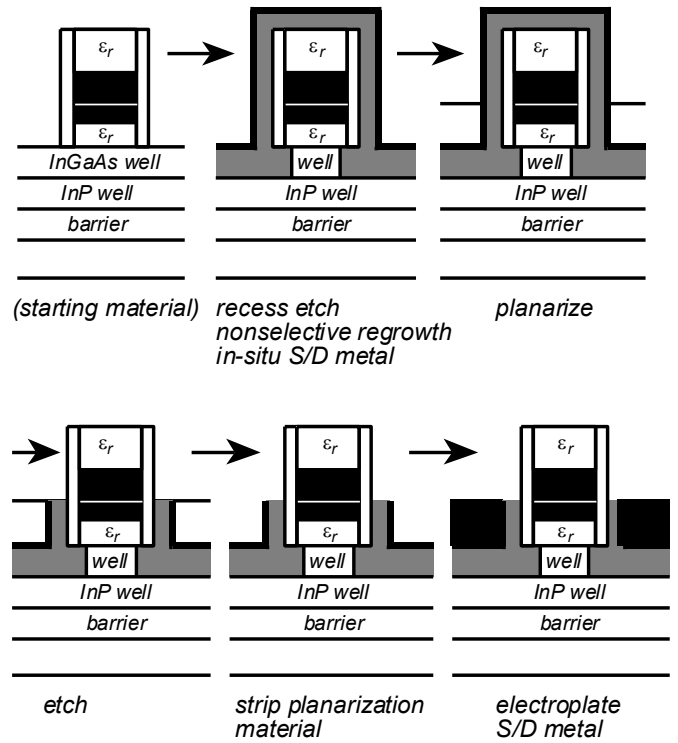 εr
εr
InGaAs well
InP well
barrier
(starting material)
εr
εr
well
InP well
barrier
recess etch
nonselective regrowth
in-situ S/D metal
εr
εr
well
InP well
barrier
planarize
εr
εr
well
InP well
barrier
etch
εr
εr
well
InP well
barrier
strip planarization
material
εr
εr
well
InP well
barrier
electroplate
S/D metal